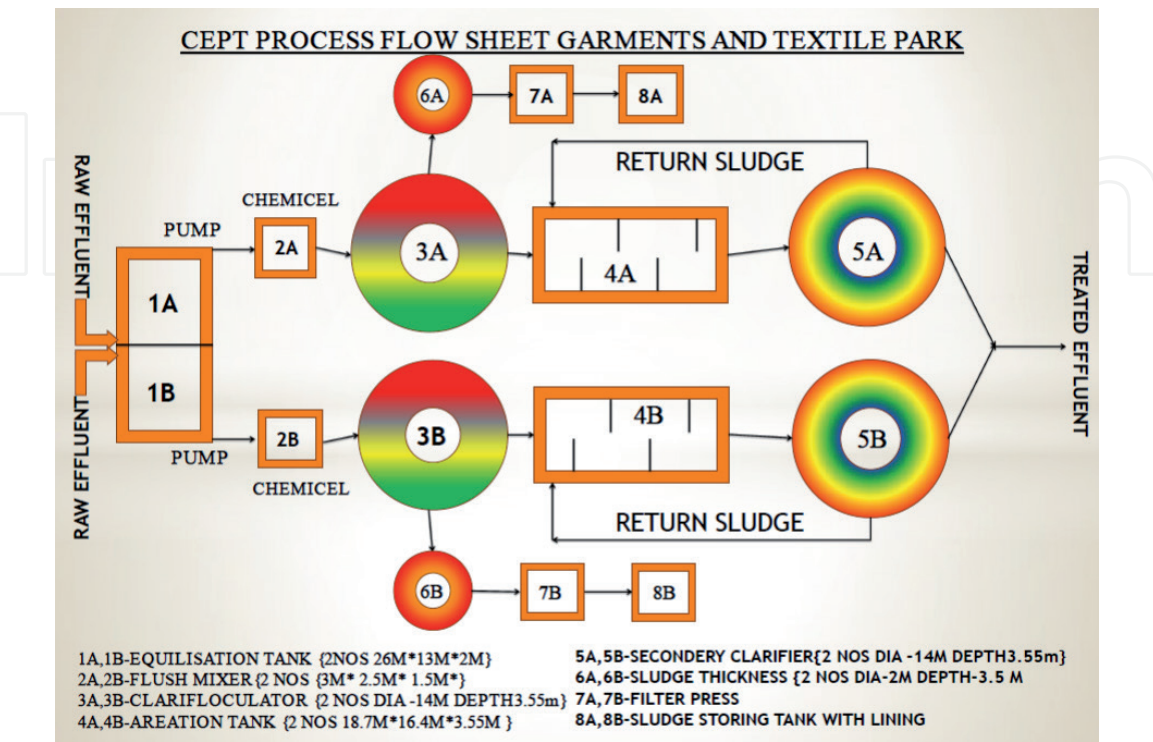 CEPT PROCESS FLOW SHEET GARMENTS AND TEXTILE PARK
6A
7A
8A
RAW EFFLUENT
CHEMICEL
PUMP
2A
3A
RETURN SLUDGE
4A
5A
1A
1B
TREATED EFFLUENT
RAW EFFLUENT
PUMP
2B
CHEMICEL
3B
4B
5B
RETURN SLUDGE
6B
7B
8B
1A,1B-EQUILISATION TANK {2NOS 26M*13M*2M}
2A,2B-FLUSH MIXER{2 NOS {3M* 2.5M* 1.5M*}
3A,3B-CLARIFLOCULATOR {2 NOS DIA -14M DEPTH3.55m}
4A,4B-AREATION TANK {2 NOS 18.7M*16.4M*3.55M }
5A,5B-SECONDERY CLARIFIER{2 NOS DIA -14M DEPTH3.55m}
6A,6B-SLUDGE THICKNESS {2 NOS DIA-2M DEPTH-3.5 M
7A,7B-FILTER PRESS
8A,8B-SLUDGE STORING TANK WITH LINING